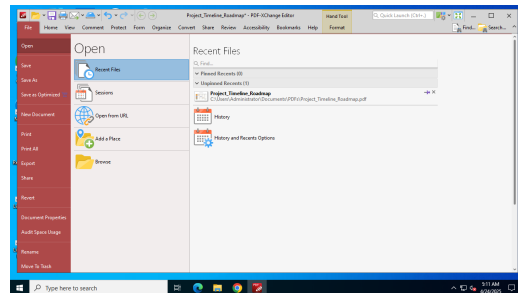 Project_Timeline_Roadmap* - PDF-XChange Editor
Hand Tool
Quick Launch (Ctrl+.)
File Home View Comment Protect Form Organize Convert Share Review Accessibility Bookmarks Help Format
Find... Search...
Open
Save
Save As
Save as Optimized
New Document
Print
Print All
Export
Share
Revert
Document Properties
Audit Space Usage
Rename
Move To Trash
Open
Recent Files
Sessions
Open from URL
Add a Place
Browse
Recent Files
Find...
Pinned Recents (0)
Unpinned Recents (1)
Project_Timeline_Roadmap
C:\Users\Administrator\Documents\PDFs\Project_Timeline_Roadmap.pdf
History
History and Recents Options
Type here to search
5:11 AM
4/24/2025